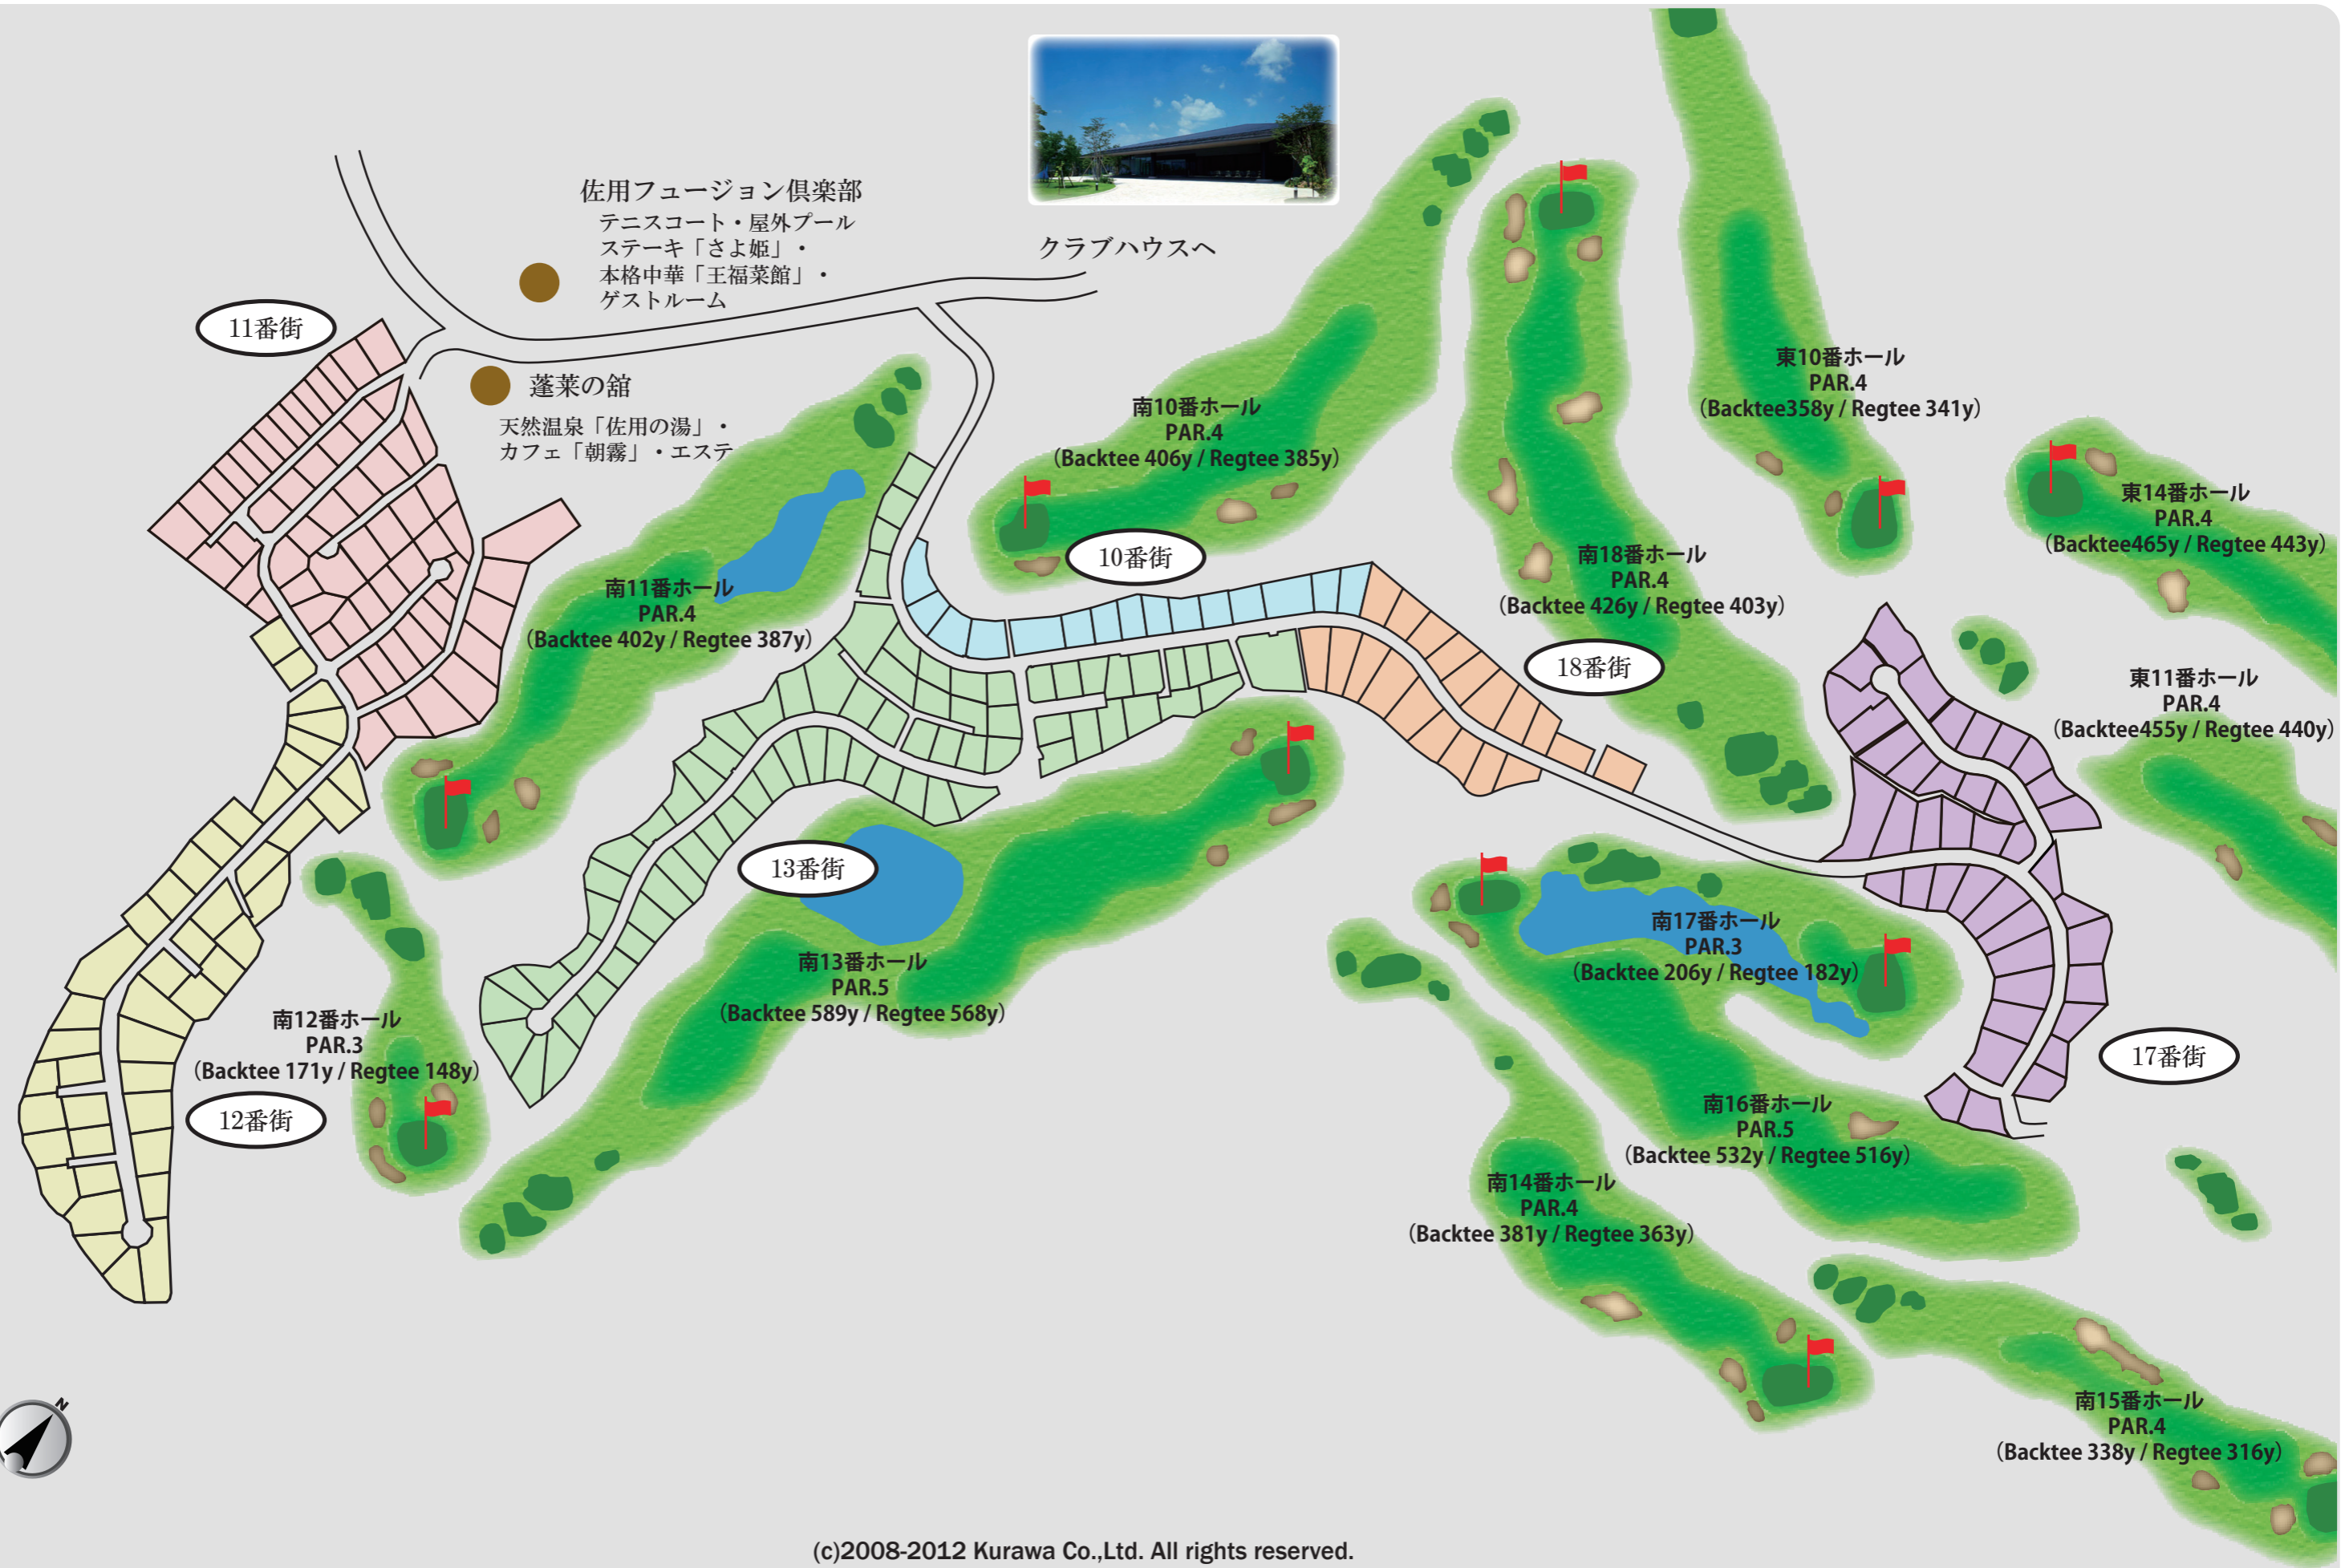 佐用フュージョン倶楽部
テニスコート・屋外プール
ステーキ「さよ姫」・
本格中華「王福菜館」・
ゲストルーム
クラブハウスへ
11番街
蓬莱の舘
天然温泉「佐用の湯」・
カフェ「朝霧」・エステ
南10番ホール
PAR.4
(Backtee 406y / Regtee 385y)
東10番ホール
PAR.4
(Backtee358y / Regtee 341y)
東14番ホール
PAR.4
(Backtee465y / Regtee 443y)
10番街
南11番ホール
PAR.4
(Backtee 402y / Regtee 387y)
南18番ホール
PAR.4
(Backtee 426y / Regtee 403y)
18番街
東11番ホール
PAR.4
(Backtee455y / Regtee 440y)
13番街
南13番ホール
PAR.5
(Backtee 589y / Regtee 568y)
南17番ホール
PAR.3
(Backtee 206y / Regtee 182y)
南12番ホール
PAR.3
(Backtee 171y / Regtee 148y)
12番街
17番街
南16番ホール
PAR.5
(Backtee 532y / Regtee 516y)
南14番ホール
PAR.4
(Backtee 381y / Regtee 363y)
南15番ホール
PAR.4
(Backtee 338y / Regtee 316y)
N
(c)2008-2012 Kurawa Co.,Ltd. All rights reserved.